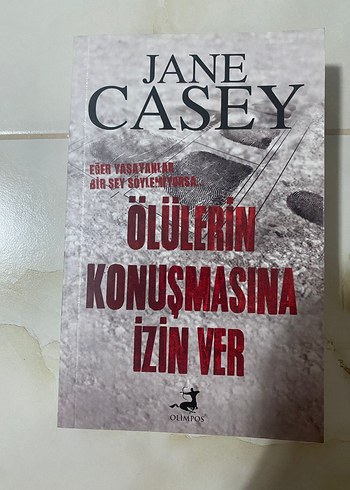 JANE
CASEY
EĞER YAŞAYANLAR
BİR ŞEY SÖYLEMİYORSA...
ÖLÜLERİN
KONUŞMASINA
İZİN VER
OLİMPOS